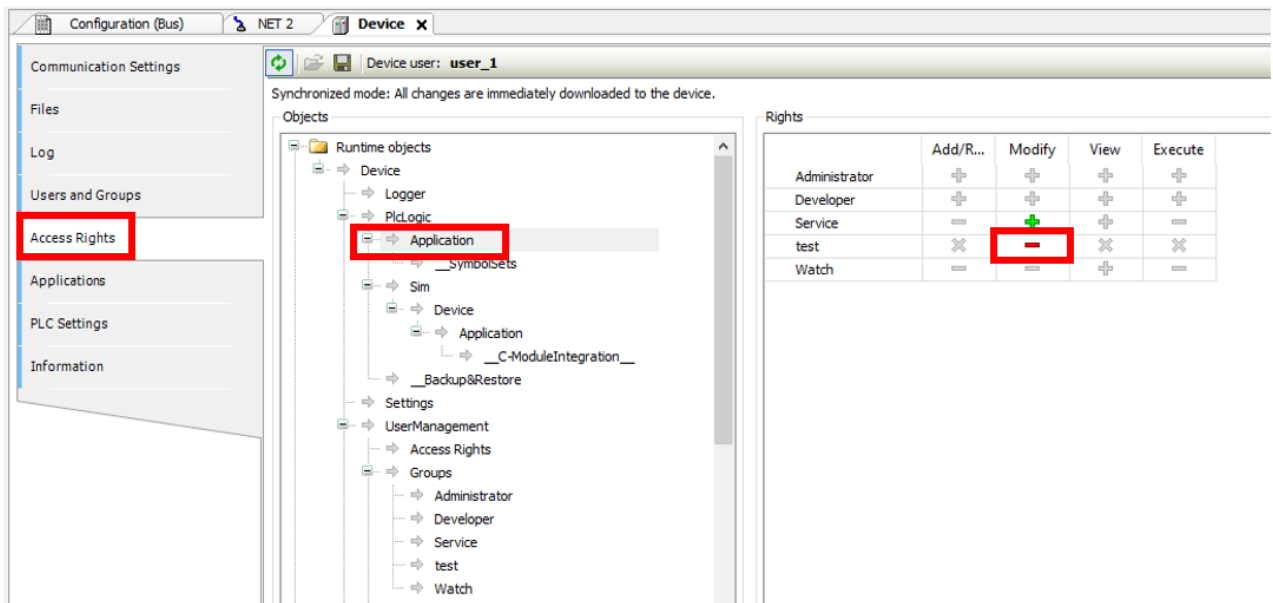 Configuration (Bus) NET 2 Device X
Communication Settings
Files
Log
Users and Groups
Access Rights
Applications
PLC Settings
Information
Device user: user_1
Synchronized mode: All changes are immediately downloaded to the device.
Objects
Runtime objects
Device
Logger
PlcLogic
Application
__SymbolSets
Sim
Device
Application
__C-ModuleIntegration__
__Backup&Restore
Settings
UserManagement
Access Rights
Groups
Administrator
Developer
Service
test
Watch
Rights
Add/R... Modify View Execute
Administrator
Developer
Service
test
Watch